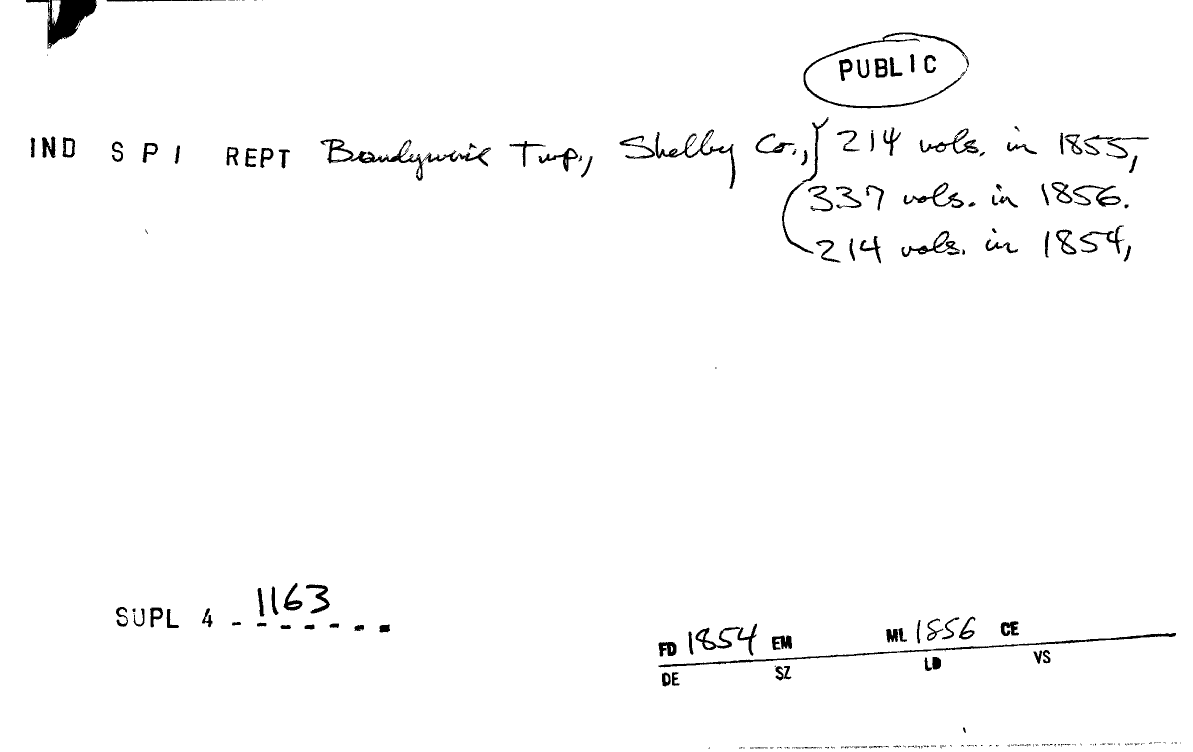 PUBLIC
IND S P I REPT Brandywine Twp., Shelby Co., 214 vols. in 1855,
337 vols. in 1856.
214 vols. in 1854,
SUPL 4 - 1163
FD 1854 EM ML 1856 CE
DE SZ LD VS